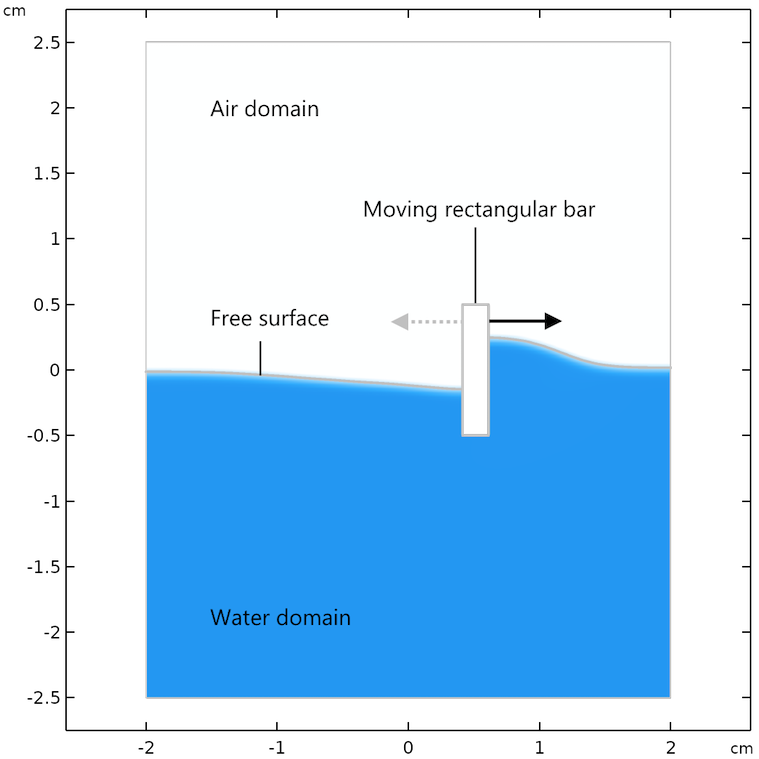 cm
2.5
2
Air domain
1.5
Moving rectangular bar
1
0.5
Free surface
0
-0.5
-1
-1.5
Water domain
-2
-2.5
-2 -1 0 1 2 cm